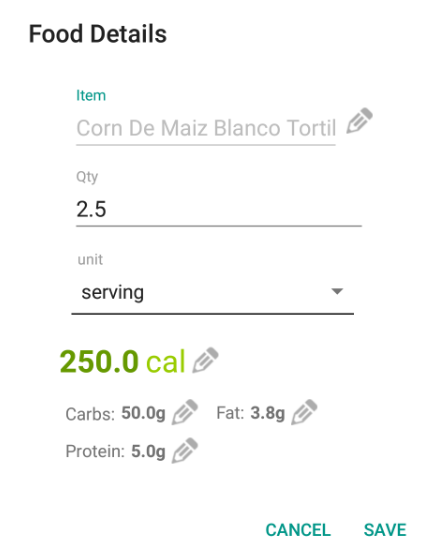 Food Details
Item
Corn De Maiz Blanco Tortil
Qty
2.5
unit
serving
250.0 cal
Carbs: 50.0g Fat: 3.8g
Protein: 5.0g
CANCEL SAVE